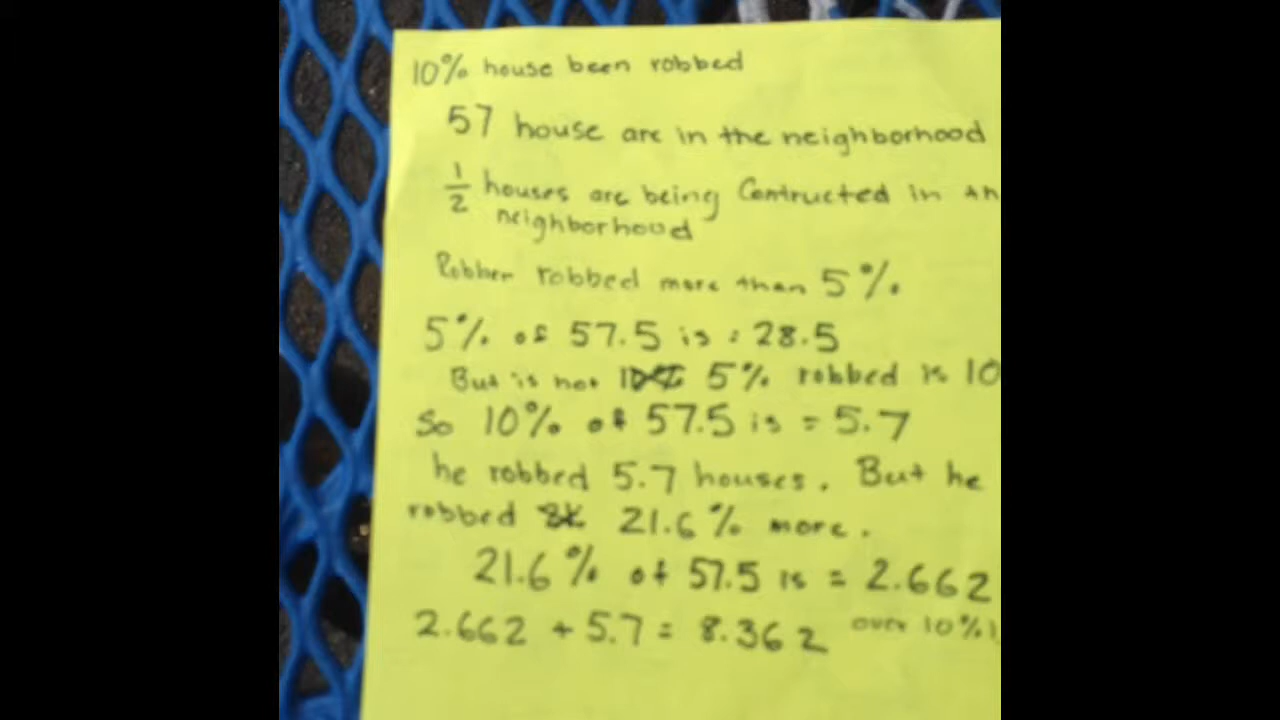 10% house been robbed
57 house are in the neighborhood
1/2 houses are being Contructed in
neighborhood
Robber robbed more than 5%.
5% of 57.5 is = 28.5
But is not 5% robbed is 10
So 10% of 57.5 is = 5.7
he robbed 5.7 houses. But he
robbed 21.6% more.
21.6% of 57.5 is = 2.662
2.662 + 5.7 = 8.362 over 10%